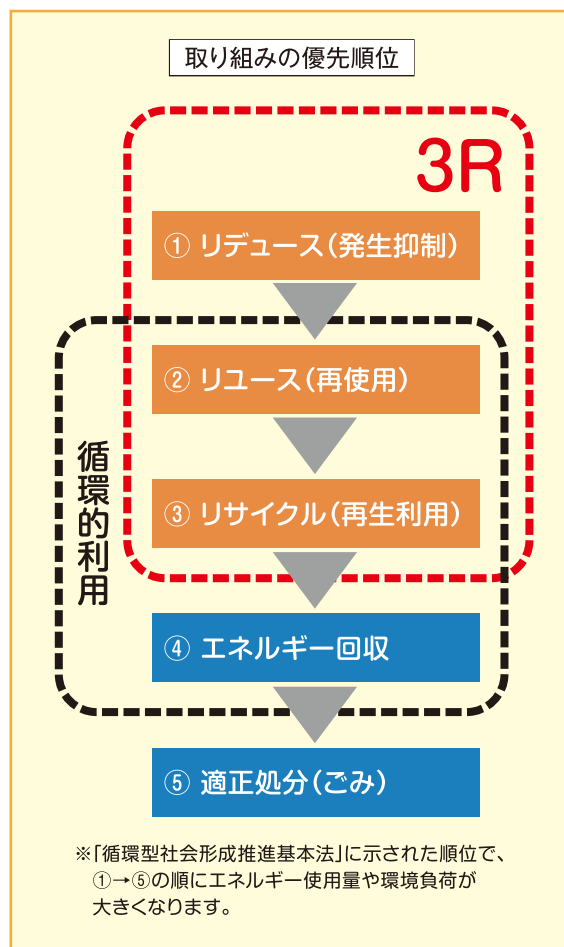 取り組みの優先順位
3R
① リデュース（発生抑制）
② リユース（再使用）
③ リサイクル（再生利用）
循環的利用
④ エネルギー回収
⑤ 適正処分（ごみ）
※「循環型社会形成推進基本法」に示された順位で、
①→⑤の順にエネルギー使用量や環境負荷が
大きくなります。